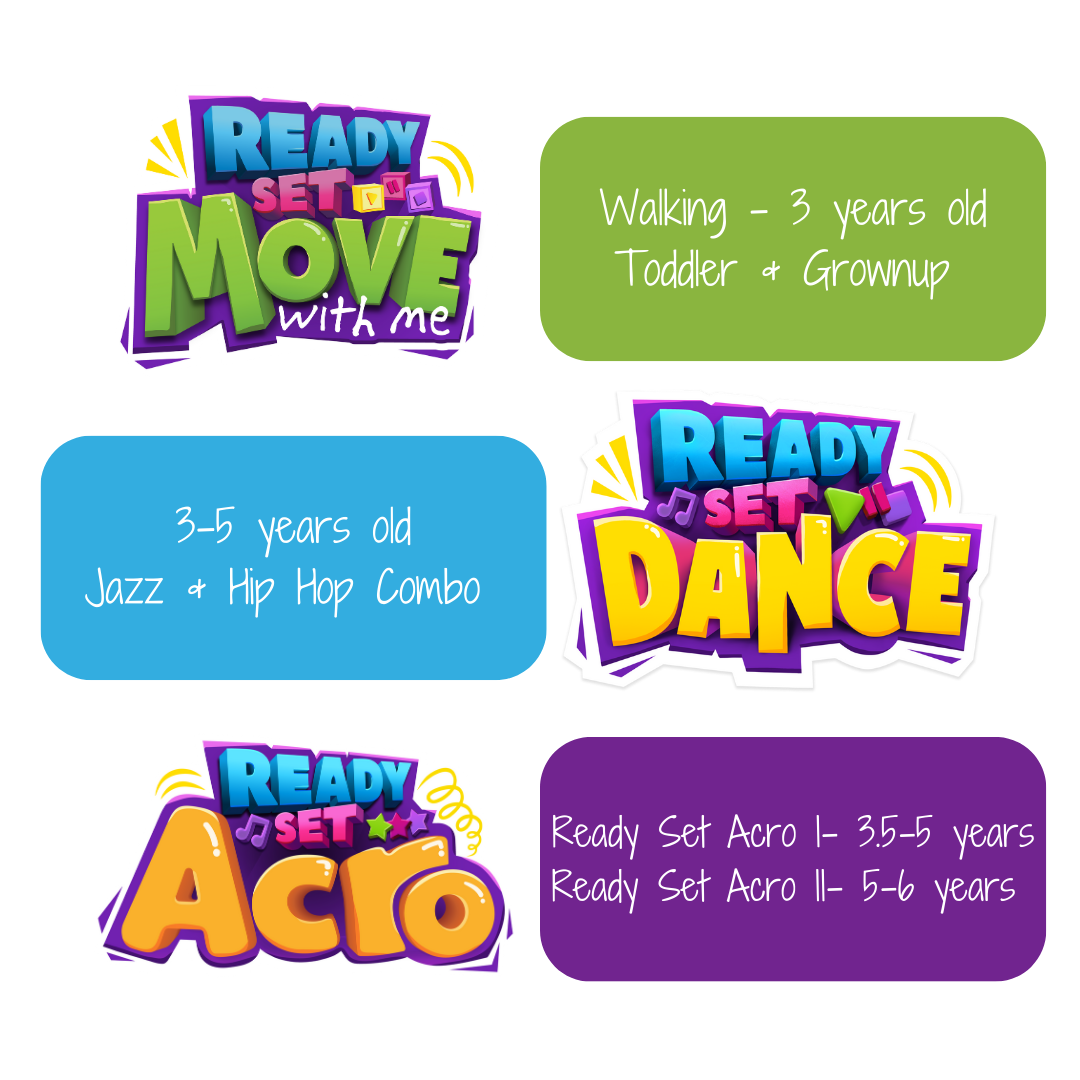 READY
SET
MOVE
with me
Walking - 3 years old
Toddler & Grownup
3-5 years old
Jazz & Hip Hop Combo
READY
SET
DANCE
READY
SET
ACRO
Ready Set Acro I- 3.5-5 years
Ready Set Acro II- 5-6 years